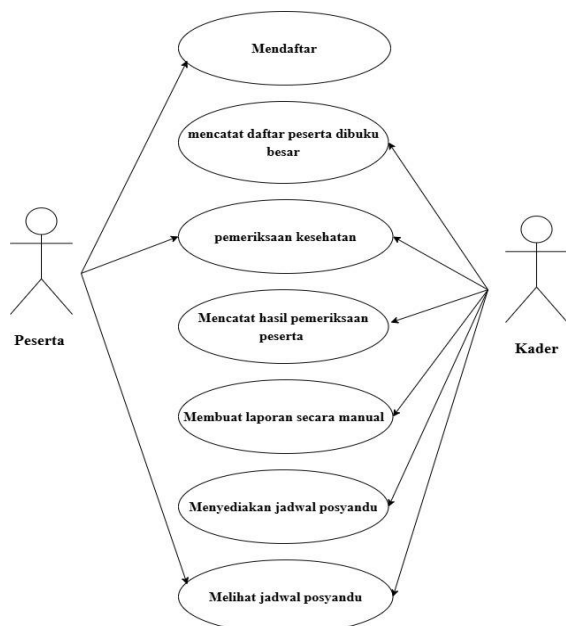 Mendaftar
mencatat daftar peserta dibuku
besar
pemeriksaan kesehatan
Mencatat hasil pemeriksaan
peserta
Peserta
Kader
Membuat laporan secara manual
Menyediakan jadwal posyandu
Melihat jadwal posyandu